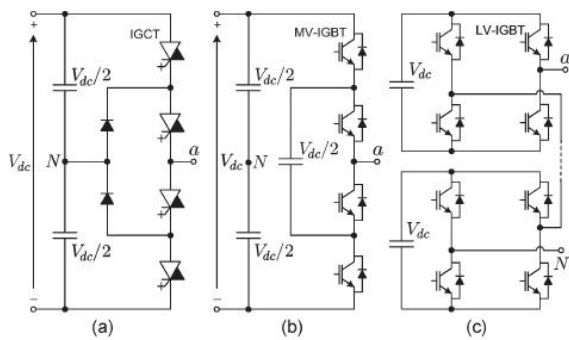 +
IGCT
V_dc/2
V_dc
N
a
V_dc/2
−
(a)
+
MV-IGBT
V_dc/2
V_dc
N
V_dc/2
a
V_dc/2
−
(b)
LV-IGBT
V_dc
a
V_dc
N
(c)